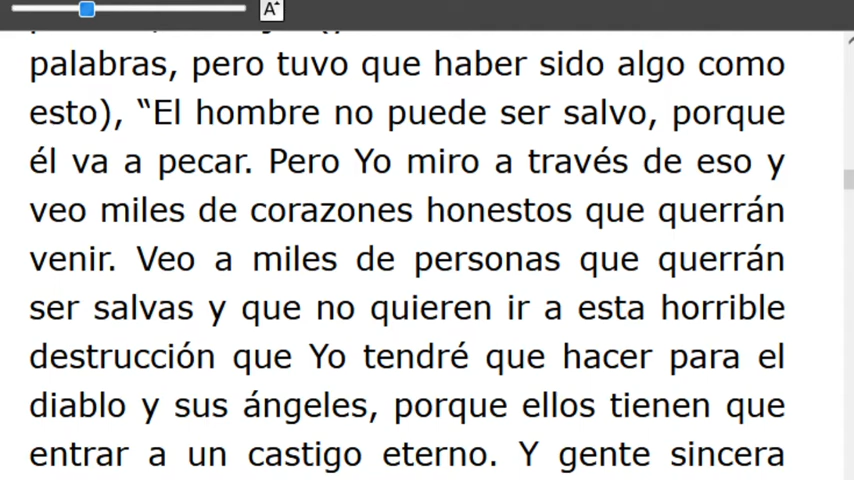 A
palabras, pero tuvo que haber sido algo como
esto), “El hombre no puede ser salvo, porque
él va a pecar. Pero Yo miro a través de eso y
veo miles de corazones honestos que querrán
venir. Veo a miles de personas que querrán
ser salvas y que no quieren ir a esta horrible
destrucción que Yo tendré que hacer para el
diablo y sus ángeles, porque ellos tienen que
entrar a un castigo eterno. Y gente sincera